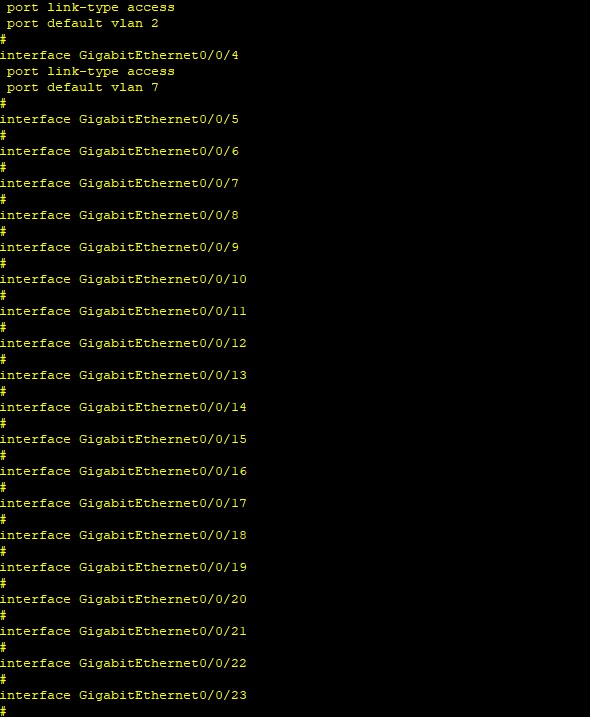 port link-type access
port default vlan 2
#
interface GigabitEthernet0/0/4
port link-type access
port default vlan 7
#
interface GigabitEthernet0/0/5
#
interface GigabitEthernet0/0/6
#
interface GigabitEthernet0/0/7
#
interface GigabitEthernet0/0/8
#
interface GigabitEthernet0/0/9
#
interface GigabitEthernet0/0/10
#
interface GigabitEthernet0/0/11
#
interface GigabitEthernet0/0/12
#
interface GigabitEthernet0/0/13
#
interface GigabitEthernet0/0/14
#
interface GigabitEthernet0/0/15
#
interface GigabitEthernet0/0/16
#
interface GigabitEthernet0/0/17
#
interface GigabitEthernet0/0/18
#
interface GigabitEthernet0/0/19
#
interface GigabitEthernet0/0/20
#
interface GigabitEthernet0/0/21
#
interface GigabitEthernet0/0/22
#
interface GigabitEthernet0/0/23
#